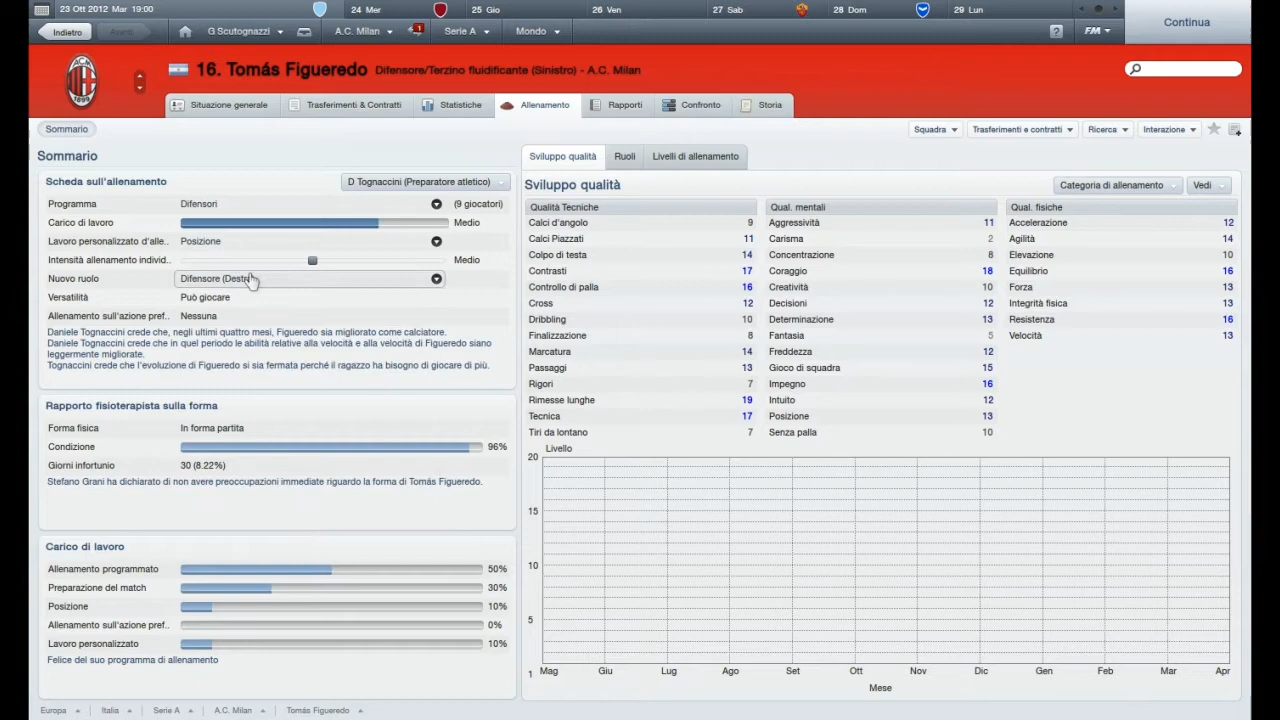 23 Ott 2012 Mar 19:00
24 Mer
25 Gio
26 Ven
27 Sab
28 Dom
29 Lun
Continua
Indietro
Avanti
G Scutognazzi
A.C. Milan
1
Serie A
Mondo
?
FM
ACM
1899
16. Tomás Figueredo Difensore/Terzino fluidificante (Sinistro) - A.C. Milan
Situazione generale
Trasferimenti & Contratti
Statistiche
Allenamento
Rapporti
Confronto
Storia
Sommario
Squadra
Trasferimenti e contratti
Ricerca
Interazione
Sommario
Scheda sull'allenamento
D Tognaccini (Preparatore atletico)
Programma Difensori (9 giocatori)
Carico di lavoro Medio
Lavoro personalizzato d'alle.. Posizione
Intensità allenamento individ.. Medio
Nuovo ruolo Difensore (Destr
Versatilità Può giocare
Allenamento sull'azione pref.. Nessuna
Daniele Tognaccini crede che, negli ultimi quattro mesi, Figueredo sia migliorato come calciatore.
Daniele Tognaccini crede che in quel periodo le abilità relative alla velocità e alla velocità di Figueredo siano
leggermente migliorate.
Tognaccini crede che l'evoluzione di Figueredo si sia fermata perché il ragazzo ha bisogno di giocare di più.
Rapporto fisioterapista sulla forma
Forma fisica In forma partita
Condizione 96%
Giorni infortunio 30 (8.22%)
Stefano Grani ha dichiarato di non avere preoccupazioni immediate riguardo la forma di Tomás Figueredo.
Carico di lavoro
Allenamento programmato 50%
Preparazione del match 30%
Posizione 10%
Allenamento sull'azione pref.. 0%
Lavoro personalizzato 10%
Felice del suo programma di allenamento
Sviluppo qualità
Ruoli
Livelli di allenamento
Sviluppo qualità
Categoria di allenamento
Vedi
Qualità Tecniche
Calci d'angolo 9
Calci Piazzati 11
Colpo di testa 14
Contrasti 17
Controllo di palla 16
Cross 12
Dribbling 10
Finalizzazione 8
Marcatura 14
Passaggi 13
Rigori 7
Rimesse lunghe 19
Tecnica 17
Tiri da lontano 7
Qual. mentali
Aggressività 11
Carisma 2
Concentrazione 8
Coraggio 18
Creatività 10
Decisioni 12
Determinazione 13
Fantasia 5
Freddezza 12
Gioco di squadra 15
Impegno 16
Intuito 12
Posizione 13
Senza palla 10
Qual. fisiche
Accelerazione 12
Agilità 14
Elevazione 10
Equilibrio 16
Forza 13
Integrità fisica 13
Resistenza 16
Velocità 13
Livello
20
15
10
5
1
Mag Giu Lug Ago Set Ott Nov Dic Gen Feb Mar Apr
Mese
Europa
Italia
Serie A
A.C. Milan
Tomás Figueredo